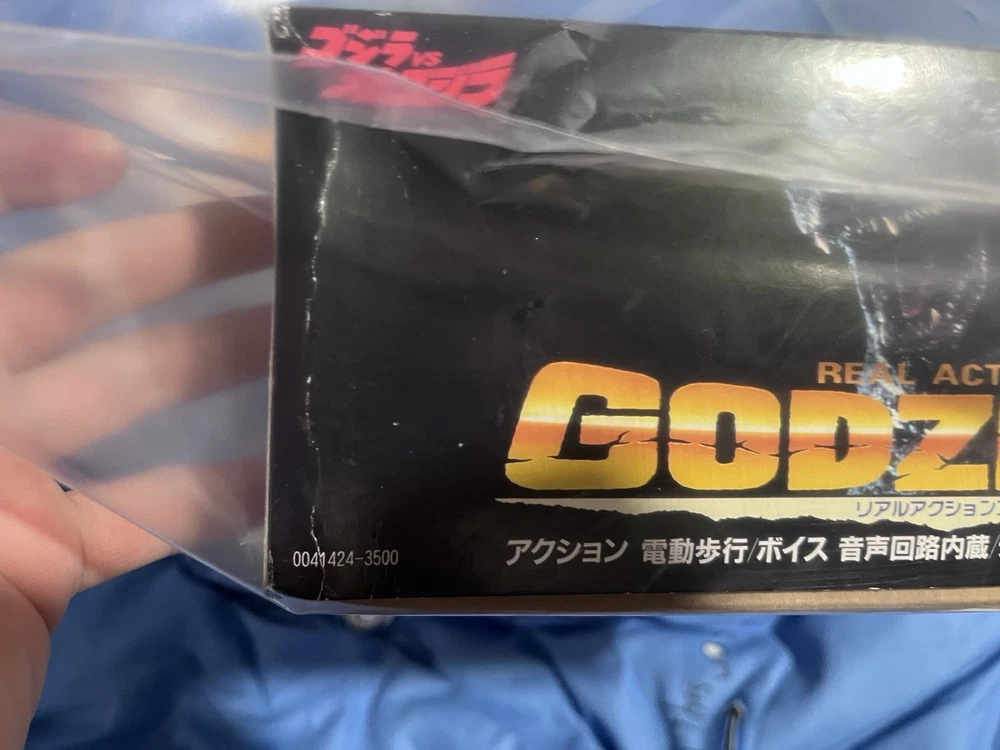 ゴジラVS
REAL ACT
GODZ
リアルアクション
アクション 電動歩行/ボイス 音声回路内蔵/
0041424-3500